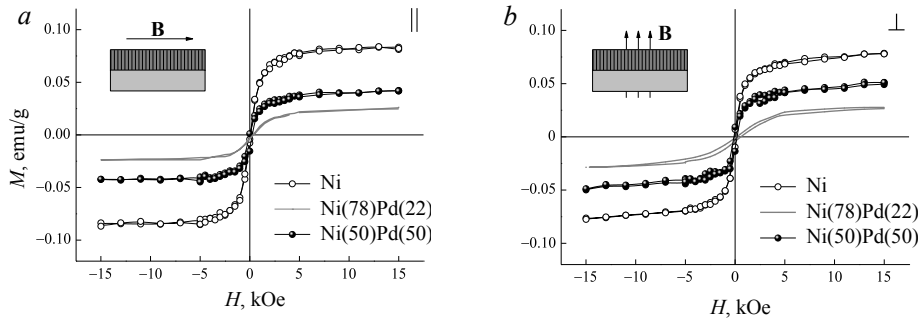 a
B
||
0.10
0.05
0.00
−0.05
−0.10
M, emu/g
Ni
Ni(78)Pd(22)
Ni(50)Pd(50)
−15 −10 −5 0 5 10 15
H, kOe
b
B
⊥
0.10
0.05
0
−0.05
−0.10
Ni
Ni(78)Pd(22)
Ni(50)Pd(50)
−15 −10 −5 0 5 10 15
H, kOe